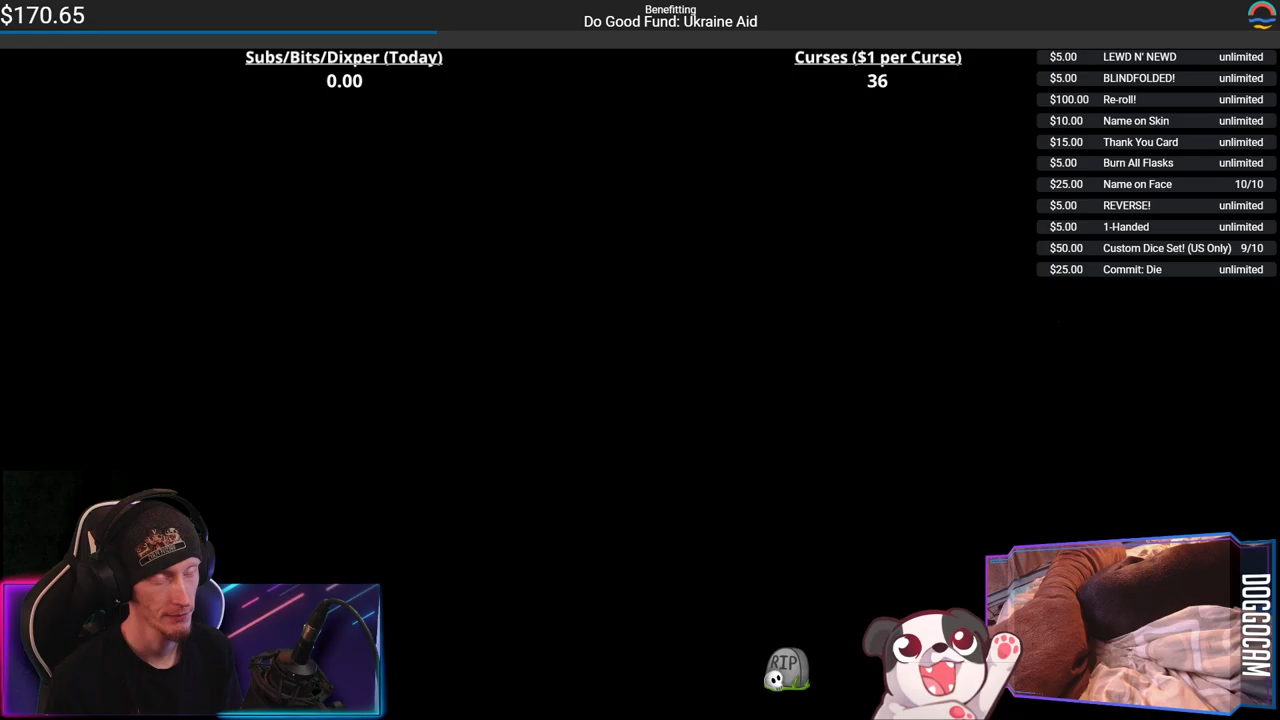 $170.65
Benefitting
Do Good Fund: Ukraine Aid
Subs/Bits/Dixper (Today)
0.00
Curses ($1 per Curse)
36
$5.00 LEWD N' NEWD unlimited
$5.00 BLINDFOLDED! unlimited
$100.00 Re-roll! unlimited
$10.00 Name on Skin unlimited
$15.00 Thank You Card unlimited
$5.00 Burn All Flasks unlimited
$25.00 Name on Face 10/10
$5.00 REVERSE! unlimited
$5.00 1-Handed unlimited
$50.00 Custom Dice Set! (US Only) 9/10
$25.00 Commit: Die unlimited
RIP
DOGGOCAM